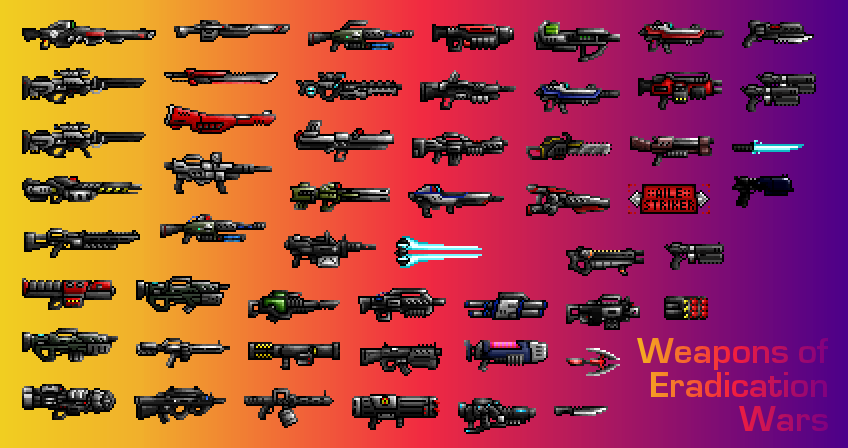 AILE
STRIKER
Weapons of
Eradication
Wars